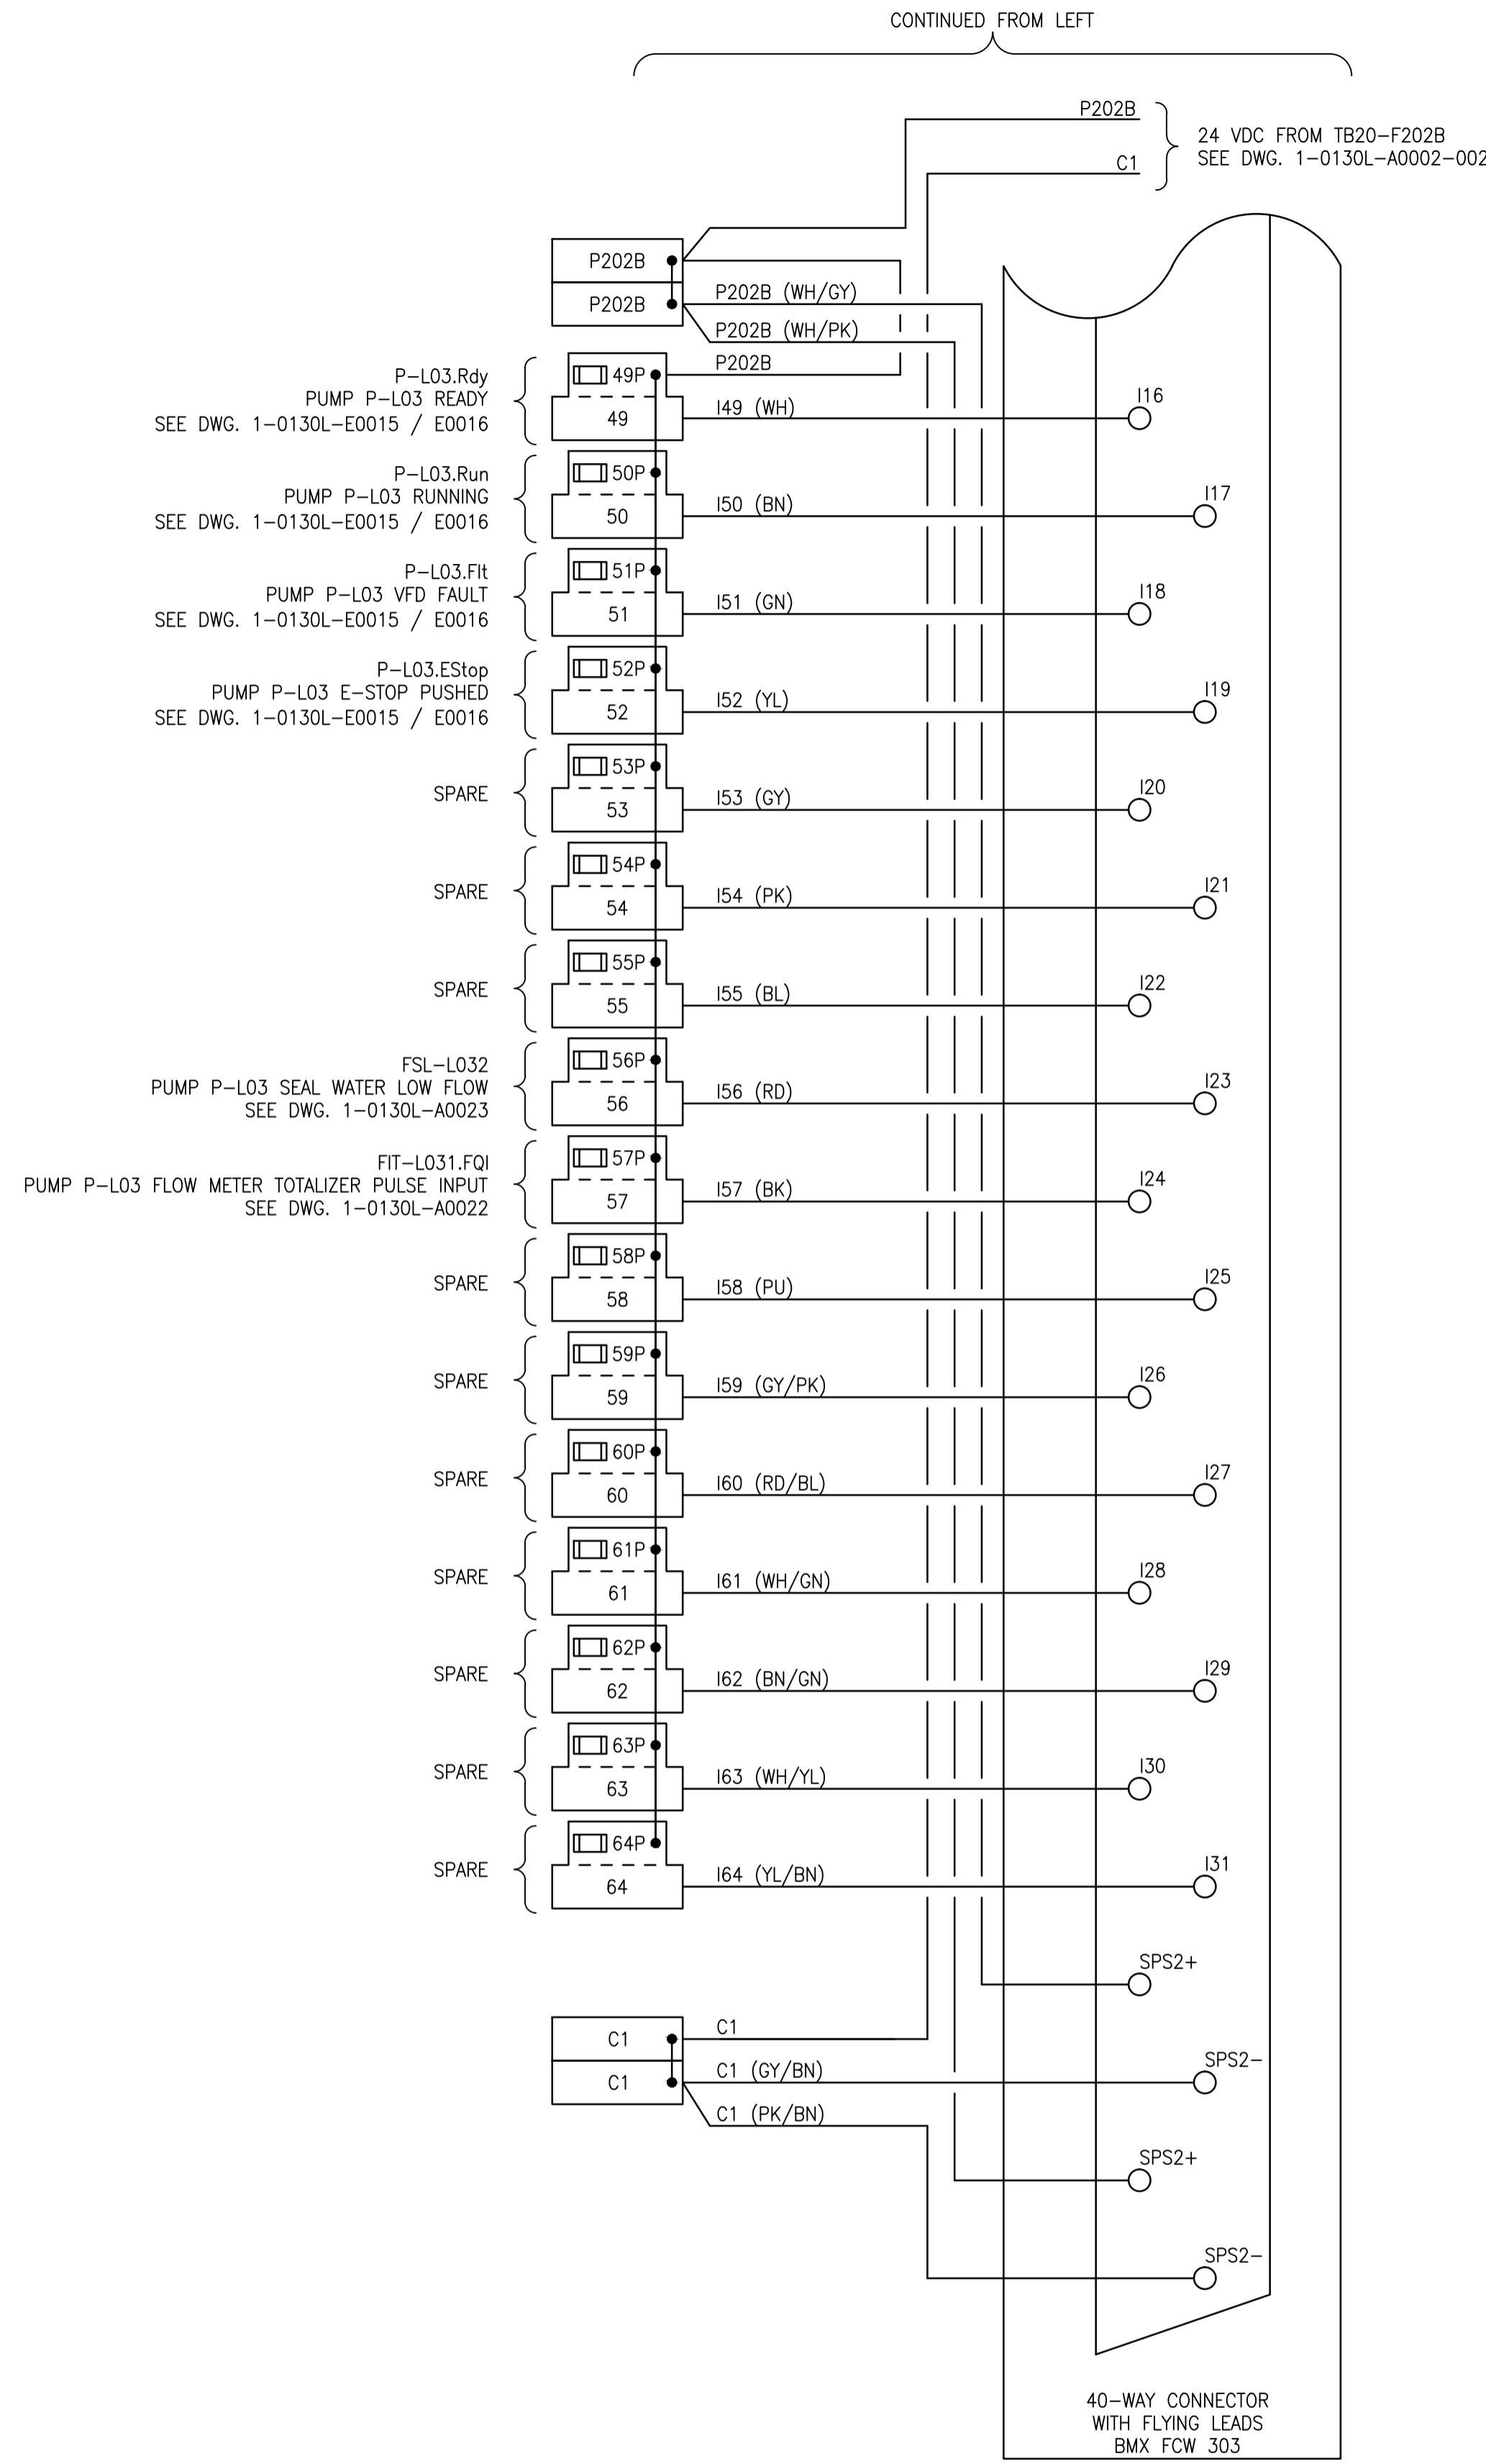 CONTINUED FROM LEFT
P202B
24 VDC FROM TB20-F202B
SEE DWG. 1-0130L-A0002-002
C1
P202B
P202B
P202B (WH/GY)
P202B (WH/PK)
P202B
P-L03.Rdy
PUMP P-L03 READY
SEE DWG. 1-0130L-E0015 / E0016
49P
49
I49 (WH)
I16
P-L03.Run
PUMP P-L03 RUNNING
SEE DWG. 1-0130L-E0015 / E0016
50P
50
I50 (BN)
I17
P-L03.Flt
PUMP P-L03 VFD FAULT
SEE DWG. 1-0130L-E0015 / E0016
51P
51
I51 (GN)
I18
P-L03.EStop
PUMP P-L03 E-STOP PUSHED
SEE DWG. 1-0130L-E0015 / E0016
52P
52
I52 (YL)
I19
SPARE
53P
53
I53 (GY)
I20
SPARE
54P
54
I54 (PK)
I21
SPARE
55P
55
I55 (BL)
I22
FSL-L032
PUMP P-L03 SEAL WATER LOW FLOW
SEE DWG. 1-0130L-A0023
56P
56
I56 (RD)
I23
FIT-L031.FQI
PUMP P-L03 FLOW METER TOTALIZER PULSE INPUT
SEE DWG. 1-0130L-A0022
57P
57
I57 (BK)
I24
SPARE
58P
58
I58 (PU)
I25
SPARE
59P
59
I59 (GY/PK)
I26
SPARE
60P
60
I60 (RD/BL)
I27
SPARE
61P
61
I61 (WH/GN)
I28
SPARE
62P
62
I62 (BN/GN)
I29
SPARE
63P
63
I63 (WH/YL)
I30
SPARE
64P
64
I64 (YL/BN)
I31
SPS2+
C1
C1
C1
C1 (GY/BN)
SPS2-
C1 (PK/BN)
SPS2+
SPS2-
40-WAY CONNECTOR
WITH FLYING LEADS
BMX FCW 303